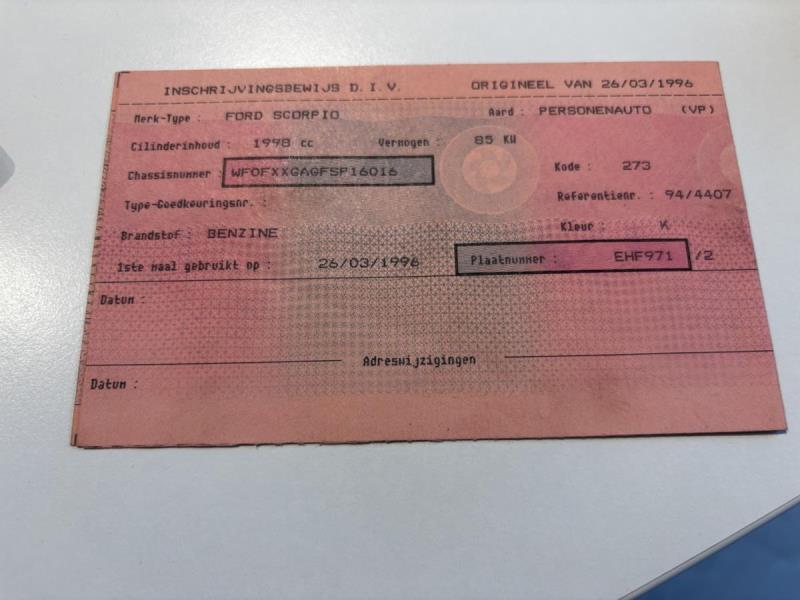 INSCHRIJVINGSBEWIJS D.I.V. ORIGINEEL VAN 26/03/1996
Merk-Type : FORD SCORPIO Aard : PERSONENAUTO (VP)
Cilinderinhoud : 1998 cc Vermogen : 85 KW
Chassisnummer : WF0FXXGAGFSP16016 Kode : 273
Type-Goedkeuringsnr. : Referentienr. : 94/4407
Brandstof : BENZINE Kleur : K
1ste maal gebruikt op : 26/03/1996 Plaatnummer : EHF971 /2
Datum :
Adreswijzigingen
Datum :